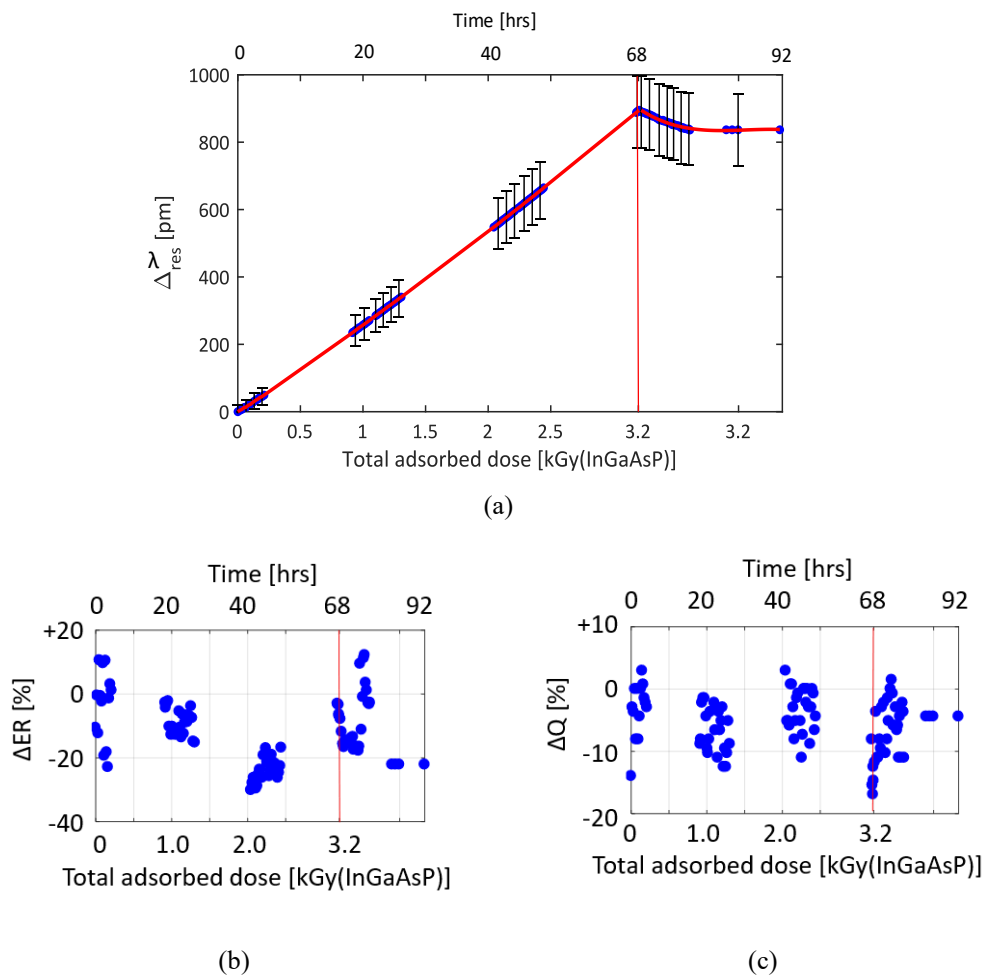 Time [hrs]
0 20 40 68 92
1000
800
600
400
200
0
Δλres [pm]
0 0.5 1 1.5 2 2.5 3.2 3.2
Total adsorbed dose [kGy(InGaAsP)]
(a)
Time [hrs]
0 20 40 68 92
+20
0
-20
-40
ΔER [%]
0 1.0 2.0 3.2
Total adsorbed dose [kGy(InGaAsP)]
(b)
Time [hrs]
0 20 40 68 92
+10
0
-10
-20
ΔQ [%]
0 1.0 2.0 3.2
Total adsorbed dose [kGy(InGaAsP)]
(c)